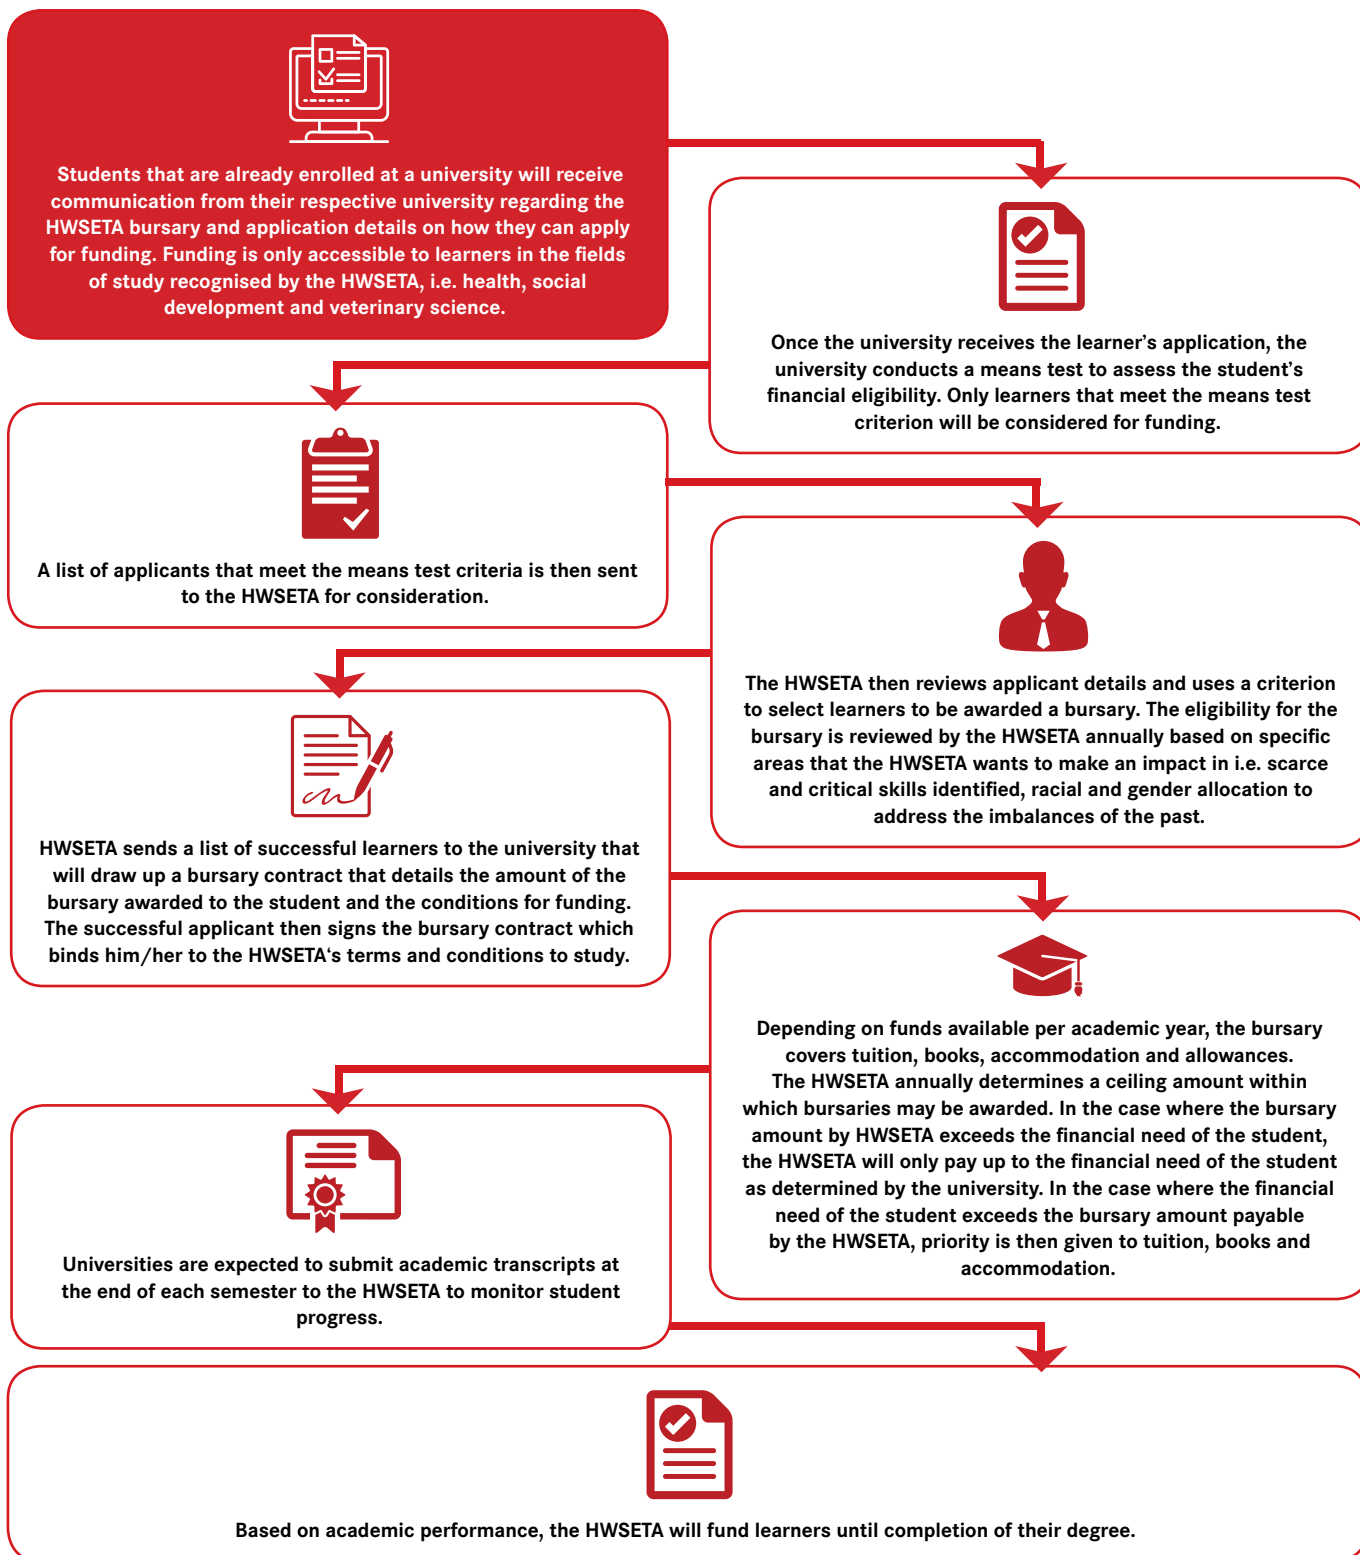 Students that are already enrolled at a university will receive
communication from their respective university regarding the
HWSETA bursary and application details on how they can apply
for funding. Funding is only accessible to learners in the fields
of study recognised by the HWSETA, i.e. health, social
development and veterinary science.
Once the university receives the learner’s application, the
university conducts a means test to assess the student’s
financial eligibility. Only learners that meet the means test
criterion will be considered for funding.
A list of applicants that meet the means test criteria is then sent
to the HWSETA for consideration.
The HWSETA then reviews applicant details and uses a criterion
to select learners to be awarded a bursary. The eligibility for the
bursary is reviewed by the HWSETA annually based on specific
areas that the HWSETA wants to make an impact in i.e. scarce
and critical skills identified, racial and gender allocation to
address the imbalances of the past.
HWSETA sends a list of successful learners to the university that
will draw up a bursary contract that details the amount of the
bursary awarded to the student and the conditions for funding.
The successful applicant then signs the bursary contract which
binds him/her to the HWSETA‘s terms and conditions to study.
Depending on funds available per academic year, the bursary
covers tuition, books, accommodation and allowances.
The HWSETA annually determines a ceiling amount within
which bursaries may be awarded. In the case where the bursary
amount by HWSETA exceeds the financial need of the student,
the HWSETA will only pay up to the financial need of the student
as determined by the university. In the case where the financial
need of the student exceeds the bursary amount payable
by the HWSETA, priority is then given to tuition, books and
accommodation.
Universities are expected to submit academic transcripts at
the end of each semester to the HWSETA to monitor student
progress.
Based on academic performance, the HWSETA will fund learners until completion of their degree.